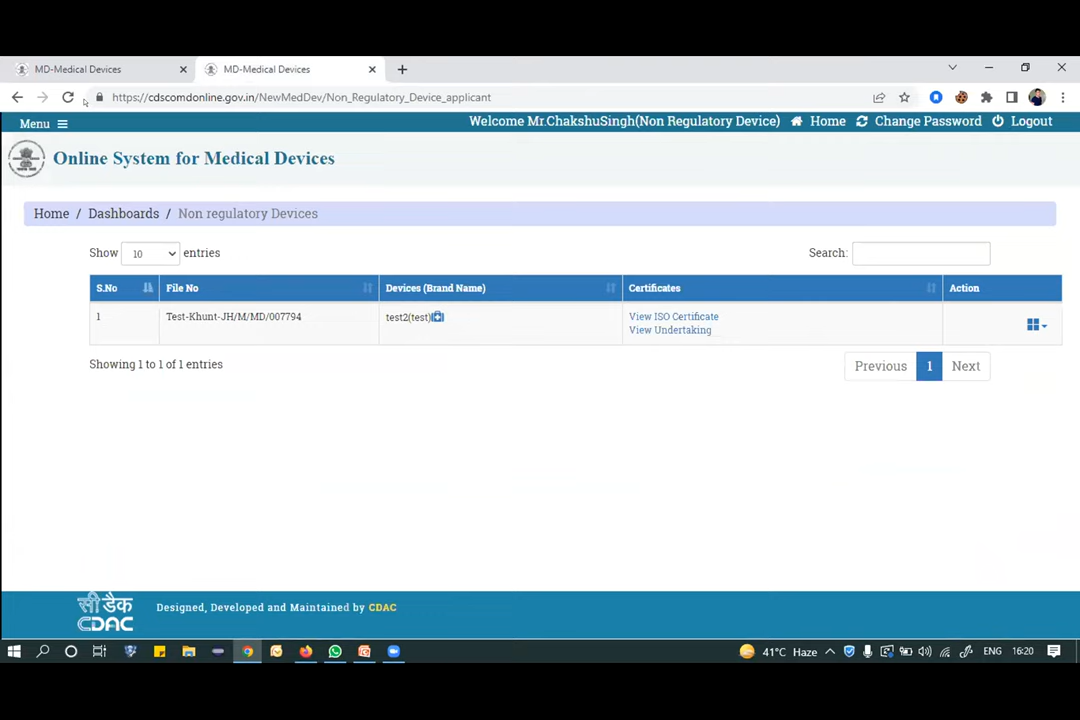 MD-Medical Devices
MD-Medical Devices
https://cdscomdonline.gov.in/NewMedDev/Non_Regulatory_Device_applicant
Menu
Welcome Mr.ChakshuSingh(Non Regulatory Device) Home Change Password Logout
Online System for Medical Devices
Home / Dashboards / Non regulatory Devices
Show 10 entries
Search:
S.No File No Devices (Brand Name) Certificates Action
1 Test-Khunt-JH/M/MD/007794 test2(test) View ISO Certificate
View Undertaking
Showing 1 to 1 of 1 entries
Previous 1 Next
सी डैक
CDAC
Designed, Developed and Maintained by CDAC
41°C Haze ENG 16:20